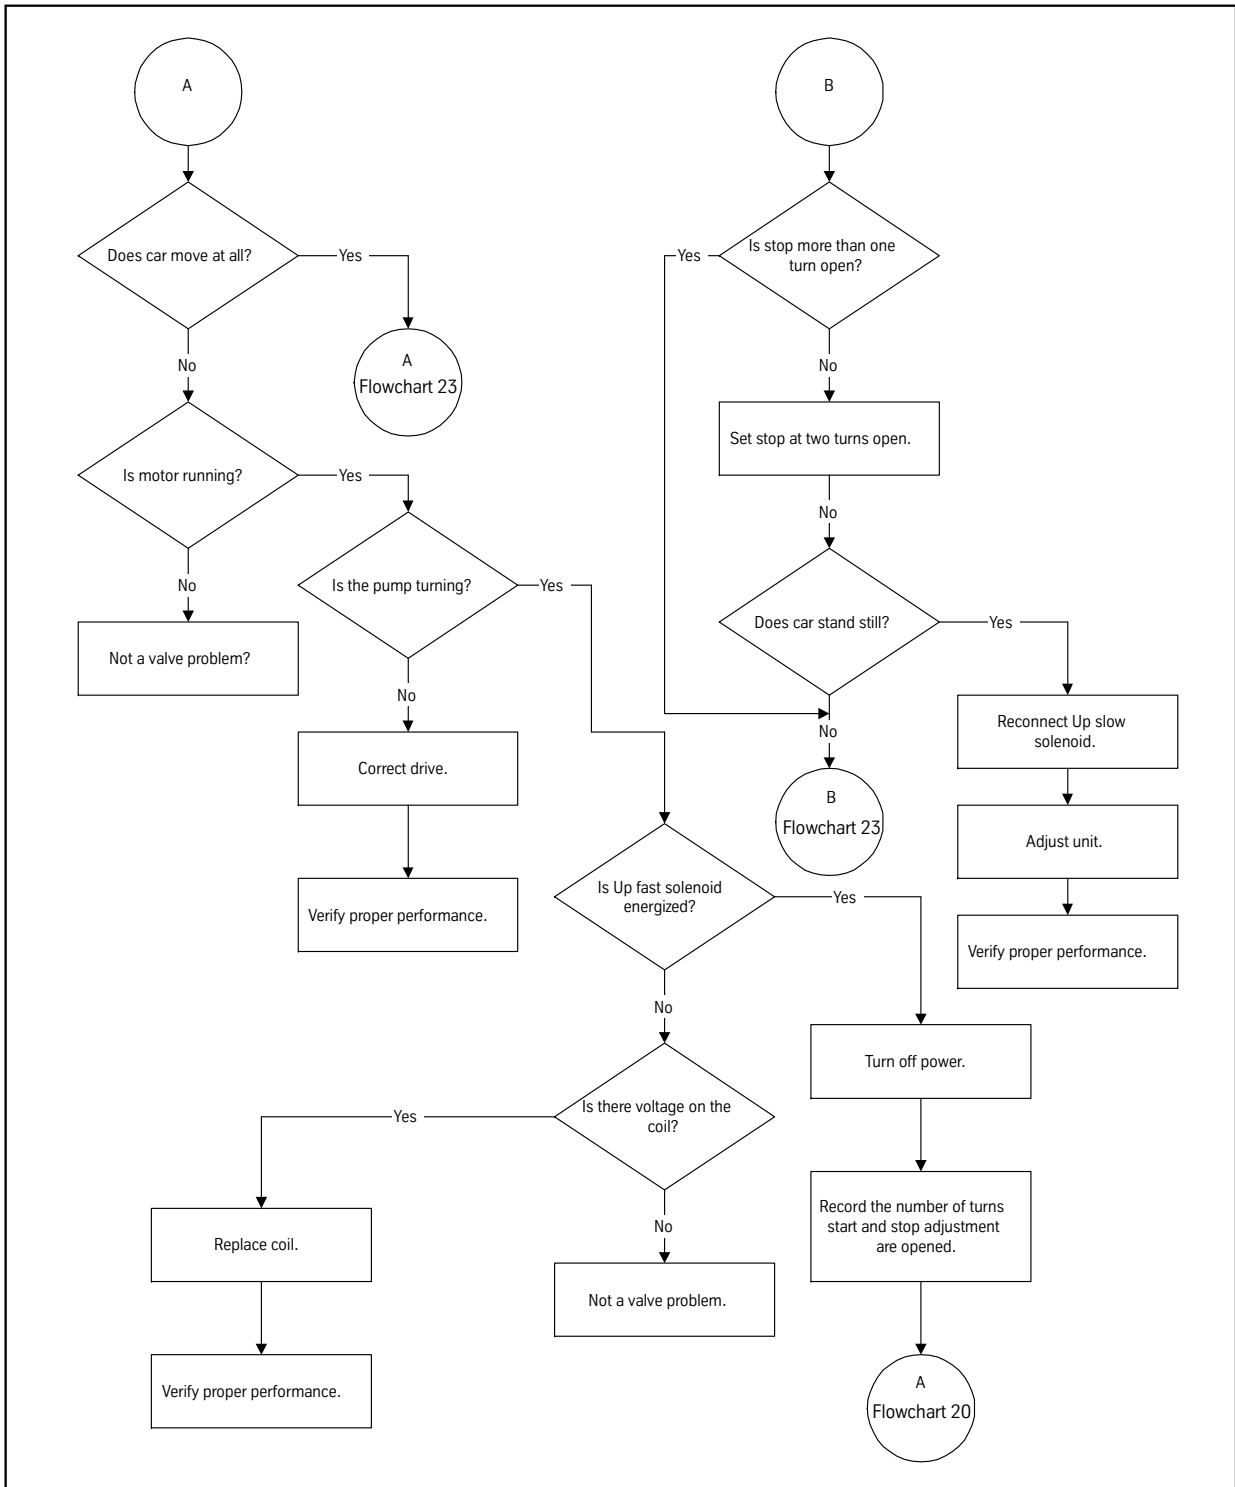 A
Does car move at all?
Yes
A
Flowchart 23
No
Is motor running?
Yes
No
Not a valve problem?
Is the pump turning?
Yes
No
Correct drive.
Verify proper performance.
Is Up fast solenoid
energized?
Yes
No
Is there voltage on the
coil?
Yes
Replace coil.
Verify proper performance.
No
Not a valve problem.
Turn off power.
Record the number of turns
start and stop adjustment
are opened.
A
Flowchart 20
B
Is stop more than one
turn open?
Yes
No
Set stop at two turns open.
No
Does car stand still?
Yes
No
B
Flowchart 23
Reconnect Up slow
solenoid.
Adjust unit.
Verify proper performance.